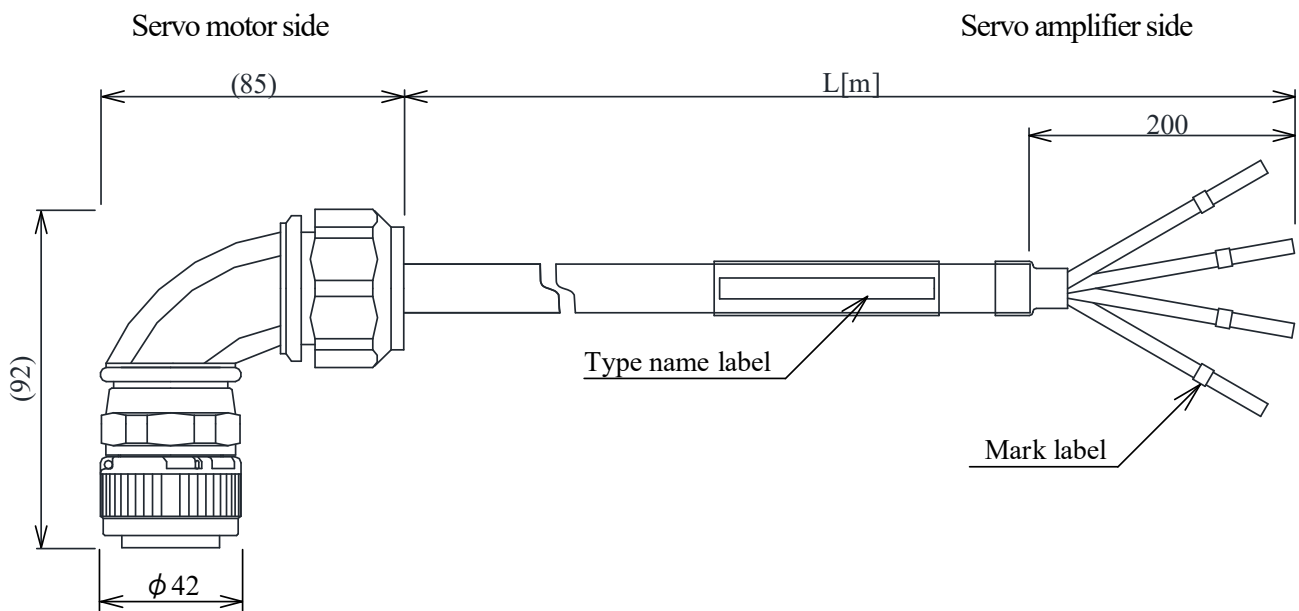 Servo motor side
Servo amplifier side
(85)
L[m]
200
(92)
Type name label
Mark label
ϕ42